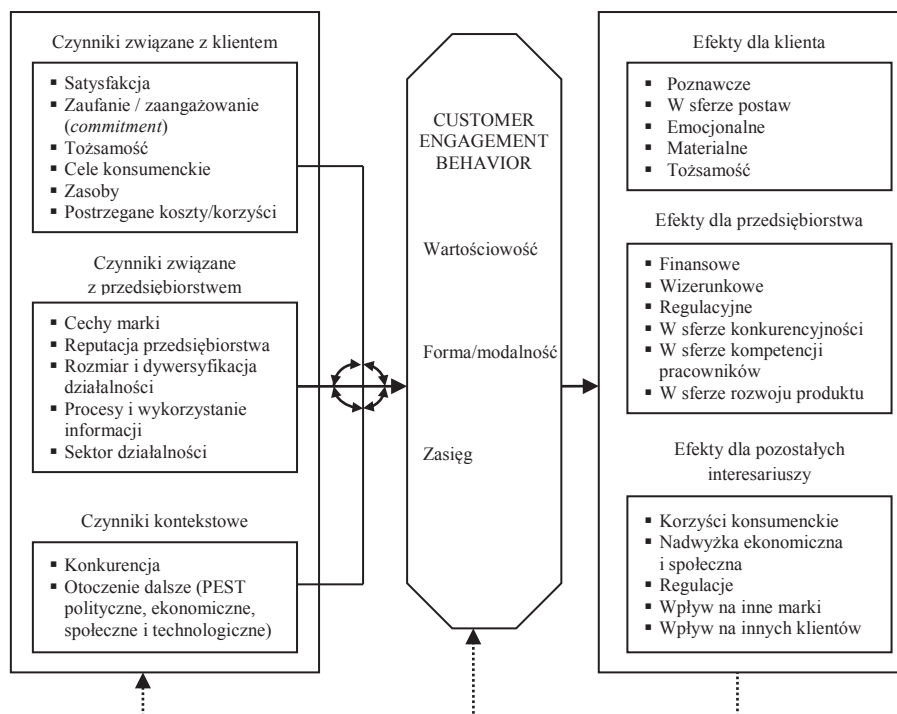 Czynniki związane z klientem
▪ Satysfakcja
▪ Zaufanie / zaangażowanie
(commitment)
▪ Tożsamość
▪ Cele konsumenckie
▪ Zasoby
▪ Postrzegane koszty/korzyści
Czynniki związane
z przedsiębiorstwem
▪ Cechy marki
▪ Reputacja przedsiębiorstwa
▪ Rozmiar i dywersyfikacja
działalności
▪ Procesy i wykorzystanie
informacji
▪ Sektor działalności
Czynniki kontekstowe
▪ Konkurencja
▪ Otoczenie dalsze (PEST
polityczne, ekonomiczne,
społeczne i technologiczne)
CUSTOMER
ENGAGEMENT
BEHAVIOR
Wartościowość
Forma/modalność
Zasięg
Efekty dla klienta
▪ Poznawcze
▪ W sferze postaw
▪ Emocjonalne
▪ Materialne
▪ Tożsamość
Efekty dla przedsiębiorstwa
▪ Finansowe
▪ Wizerunkowe
▪ Regulacyjne
▪ W sferze konkurencyjności
▪ W sferze kompetencji
pracowników
▪ W sferze rozwoju produktu
Efekty dla pozostałych
interesariuszy
▪ Korzyści konsumenckie
▪ Nadwyżka ekonomiczna
i społeczna
▪ Regulacje
▪ Wpływ na inne marki
▪ Wpływ na innych klientów